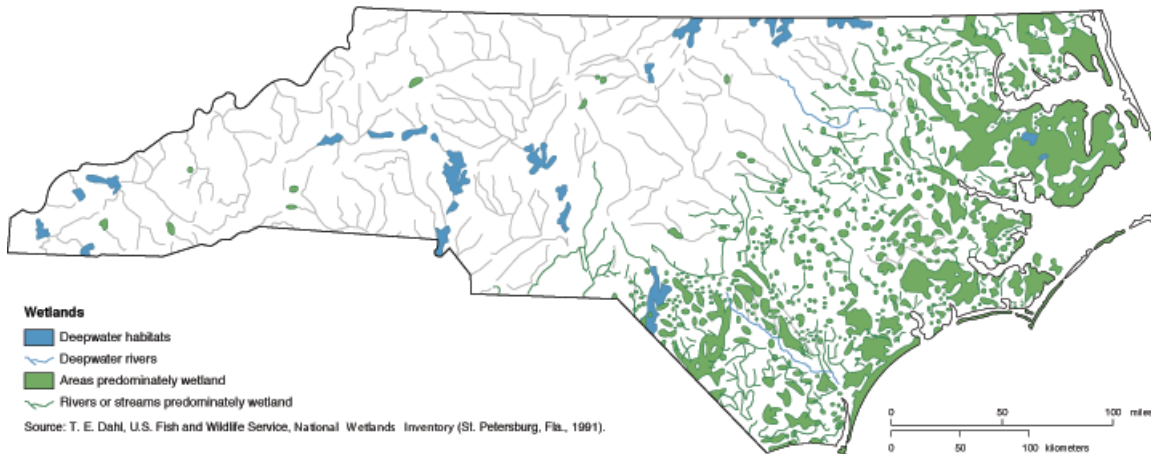 Wetlands
Deepwater habitats
Deepwater rivers
Areas predominately wetland
Rivers or streams predominately wetland
Source: T. E. Dahl, U.S. Fish and Wildlife Service, National Wetlands Inventory (St. Petersburg, Fla., 1991).
0 50 100 miles
0 50 100 kilometers